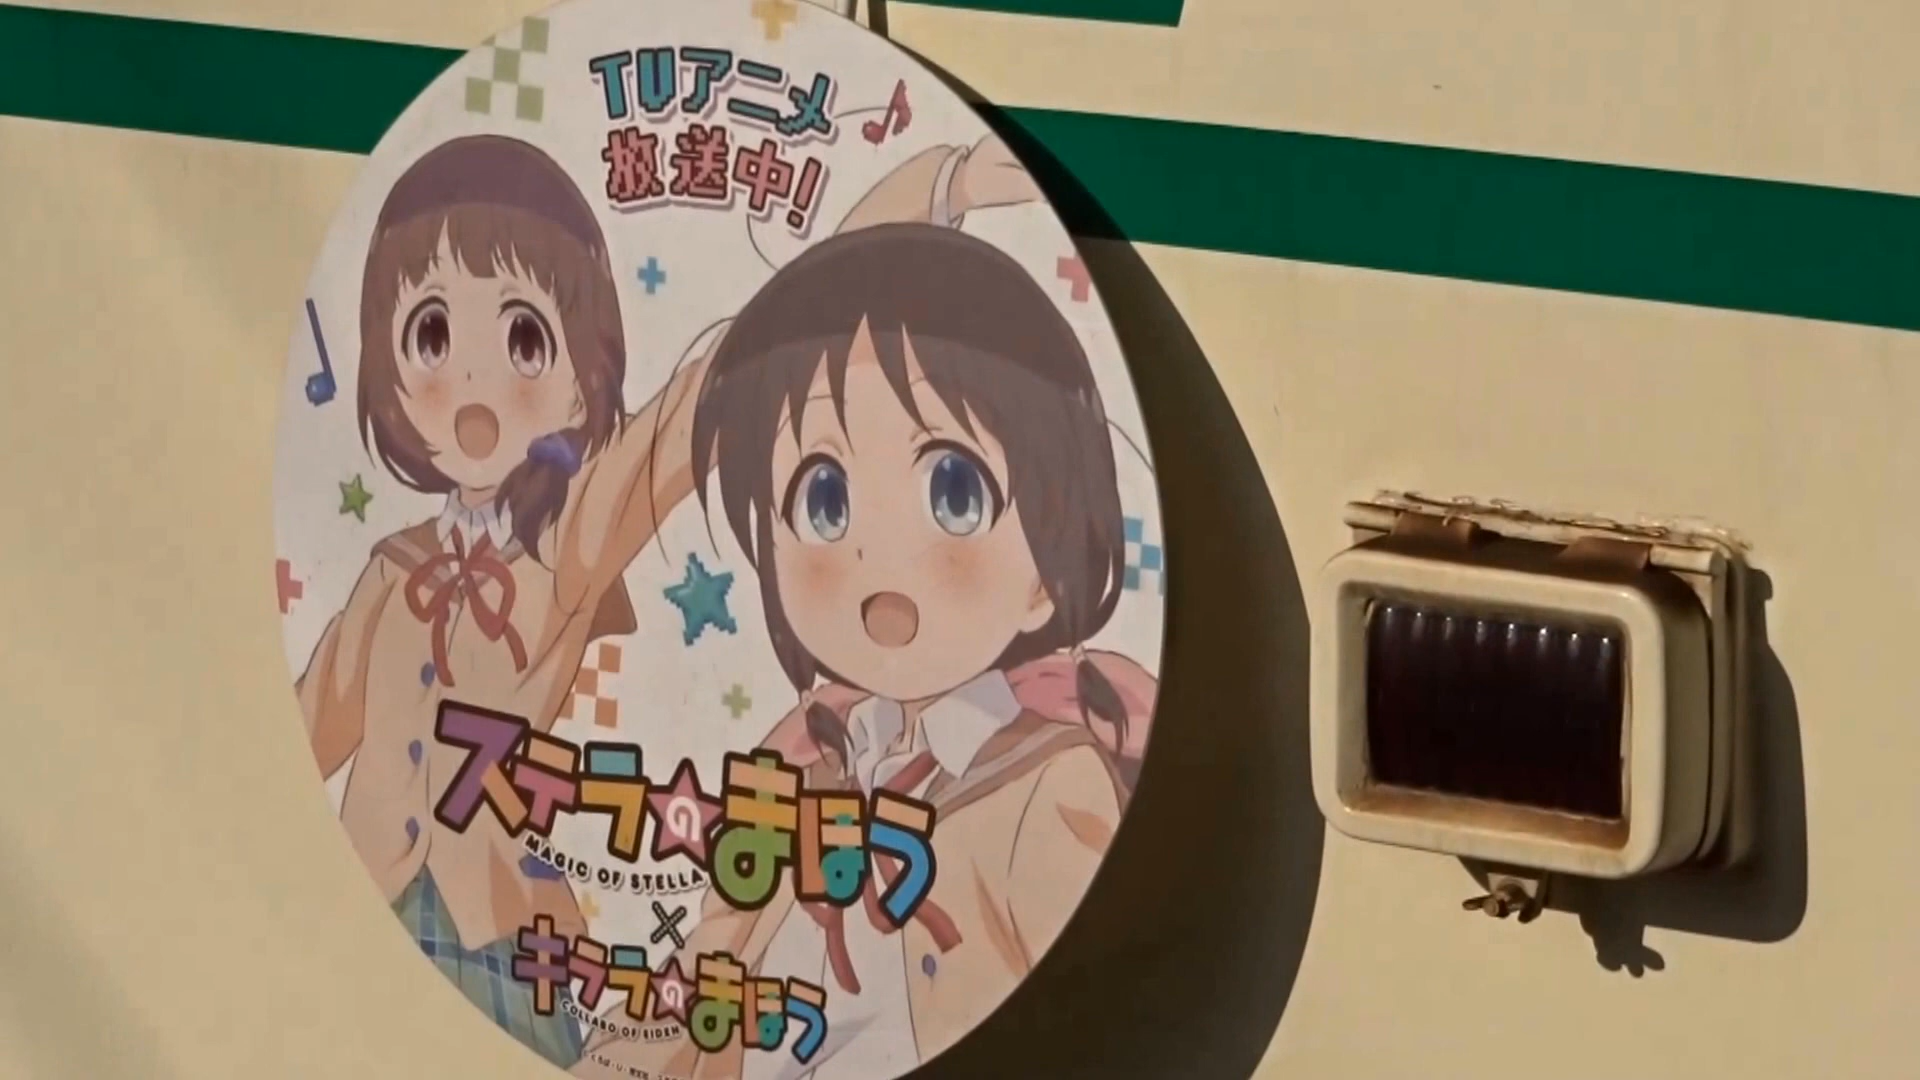 TVアニメ
放送中!
ステラのまほう
MAGIC OF STELLA
×
キララのまほう
COLLABO OF EIDEN